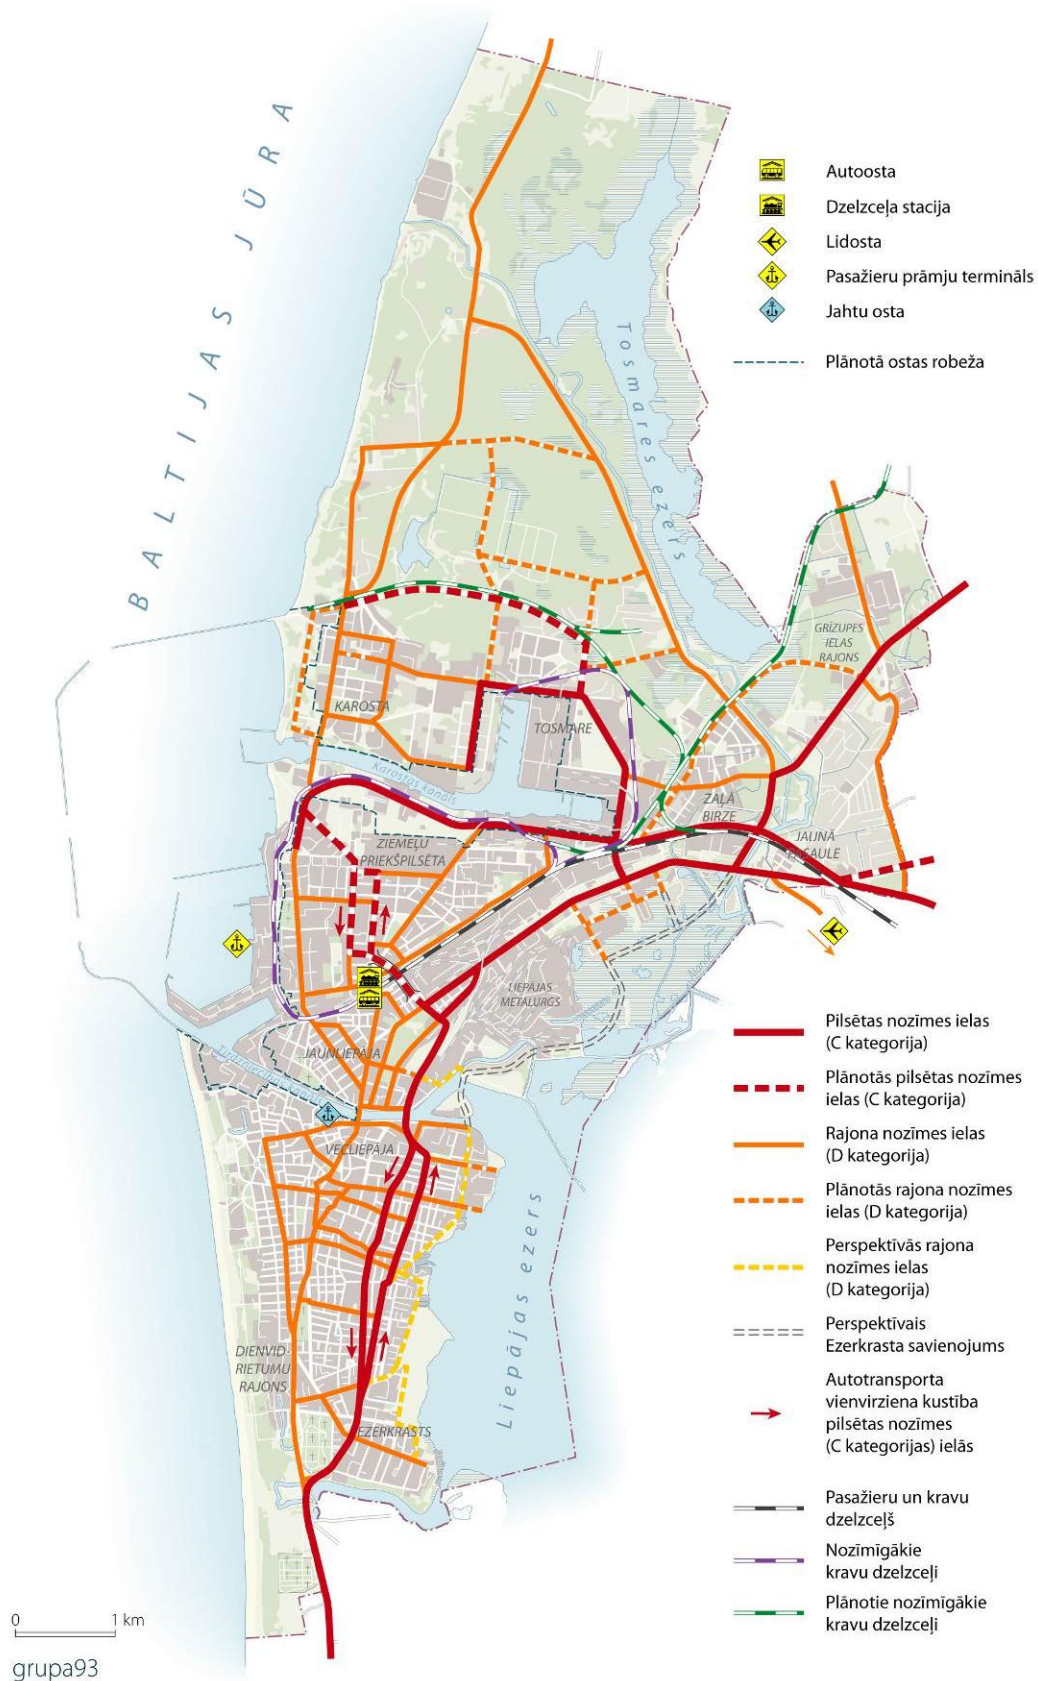 BALTIJAS JŪRA
Tosmares ezers
Autoosta
Dzelzceļa stacija
Lidosta
Pasažieru prāmju termināls
Jahtu osta
Plānotā ostas robeža
GRĪZUPES
IELAS
RAJONS
KAROSTA
TOSMARE
Karostas kanāls
ZAĻĀ
BIRZE
JAUNĀ
PASAULE
ZIEMEĻU
PRIEKŠPILSĒTA
LIEPĀJAS
METALURGS
JAUNLIEPĀJA
VECLIEPĀJA
Liepājas ezers
DIENVID-
RIETUMU
RAJONS
EZERKRASTS
Pilsētas nozīmes ielas
(C kategorija)
Plānotās pilsētas nozīmes
ielas (C kategorija)
Rajona nozīmes ielas
(D kategorija)
Plānotās rajona nozīmes
ielas (D kategorija)
Perspektīvās rajona
nozīmes ielas
(D kategorija)
Perspektīvais
Ezerkrasta savienojums
Autotransporta
vienvirziena kustība
pilsētas nozīmes
(C kategorijas) ielās
Pasažieru un kravu
dzelzceļš
Nozīmīgākie
kravu dzelzceļi
Plānotie nozīmīgākie
kravu dzelzceļi
0 1 km
grupa93